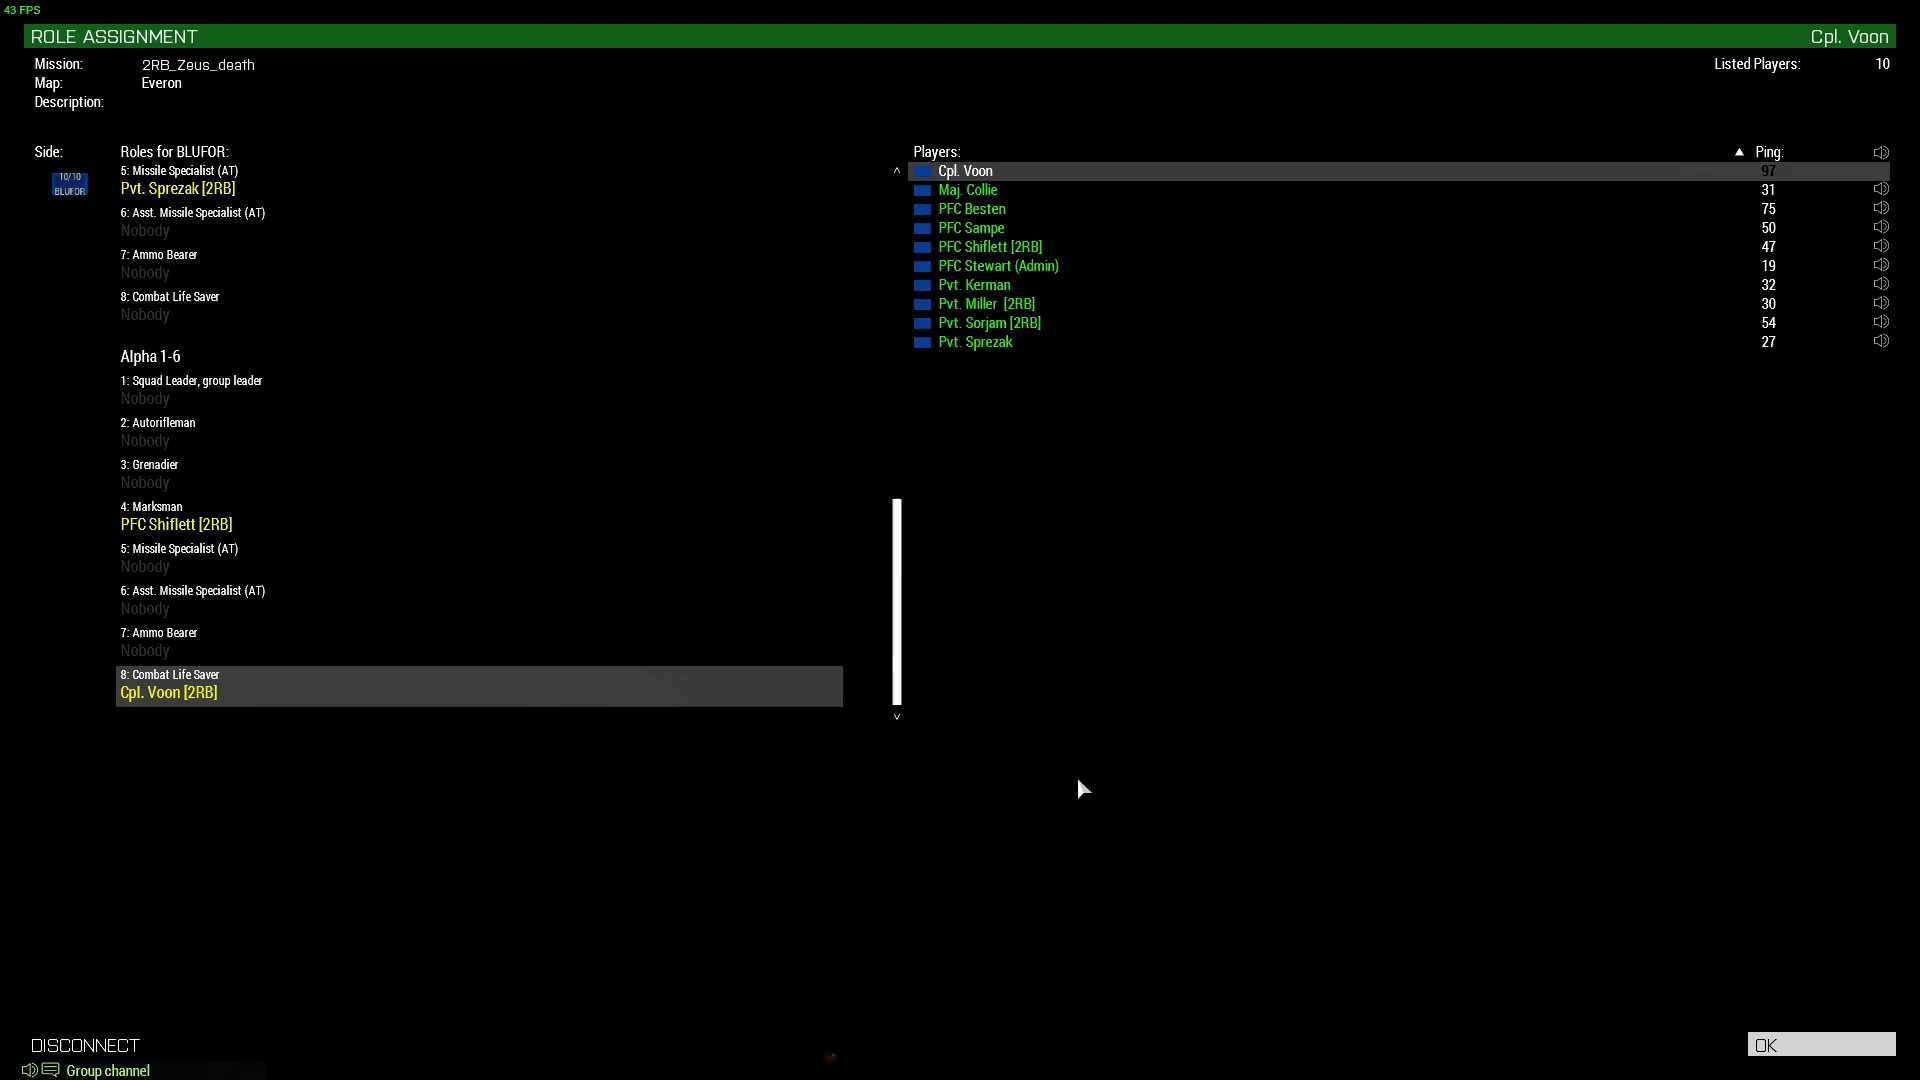 43 FPS
ROLE ASSIGNMENT
Cpl. Voon
Mission: 2RB_Zeus_death
Listed Players: 10
Map: Everon
Description:
Side:
10/10
BLUFOR
Roles for BLUFOR:
5: Missile Specialist (AT)
Pvt. Sprezak [2RB]
6: Asst. Missile Specialist (AT)
Nobody
7: Ammo Bearer
Nobody
8: Combat Life Saver
Nobody
Alpha 1-6
1: Squad Leader, group leader
Nobody
2: Autorifleman
Nobody
3: Grenadier
Nobody
4: Marksman
PFC Shiflett [2RB]
5: Missile Specialist (AT)
Nobody
6: Asst. Missile Specialist (AT)
Nobody
7: Ammo Bearer
Nobody
8: Combat Life Saver
Cpl. Voon [2RB]
Players: Ping:
Cpl. Voon 97
Maj. Collie 31
PFC Besten 75
PFC Sampe 50
PFC Shiflett [2RB] 47
PFC Stewart (Admin) 19
Pvt. Kerman 32
Pvt. Miller [2RB] 30
Pvt. Sorjam [2RB] 54
Pvt. Sprezak 27
DISCONNECT
OK
Group channel